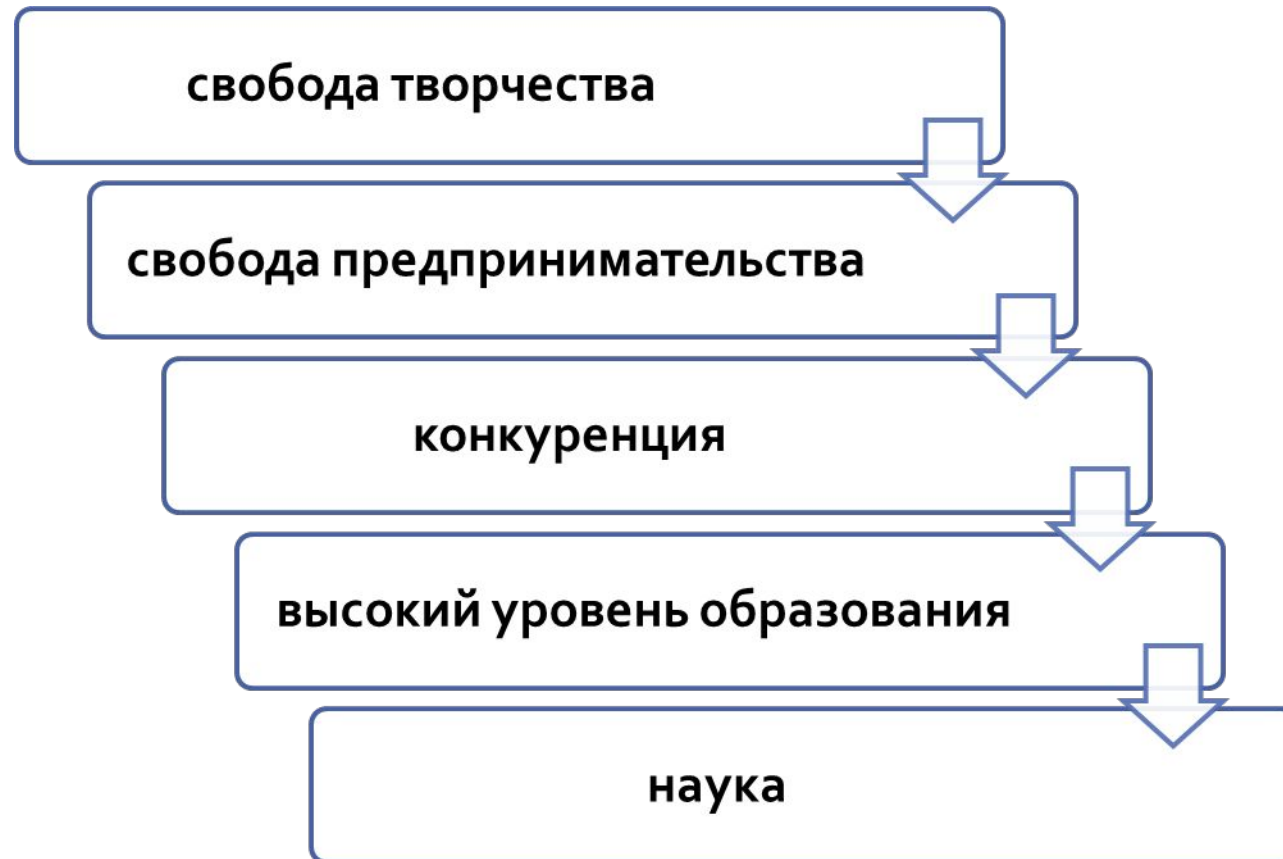 свобода творчества
свобода предпринимательства
конкуренция
высокий уровень образования
наука